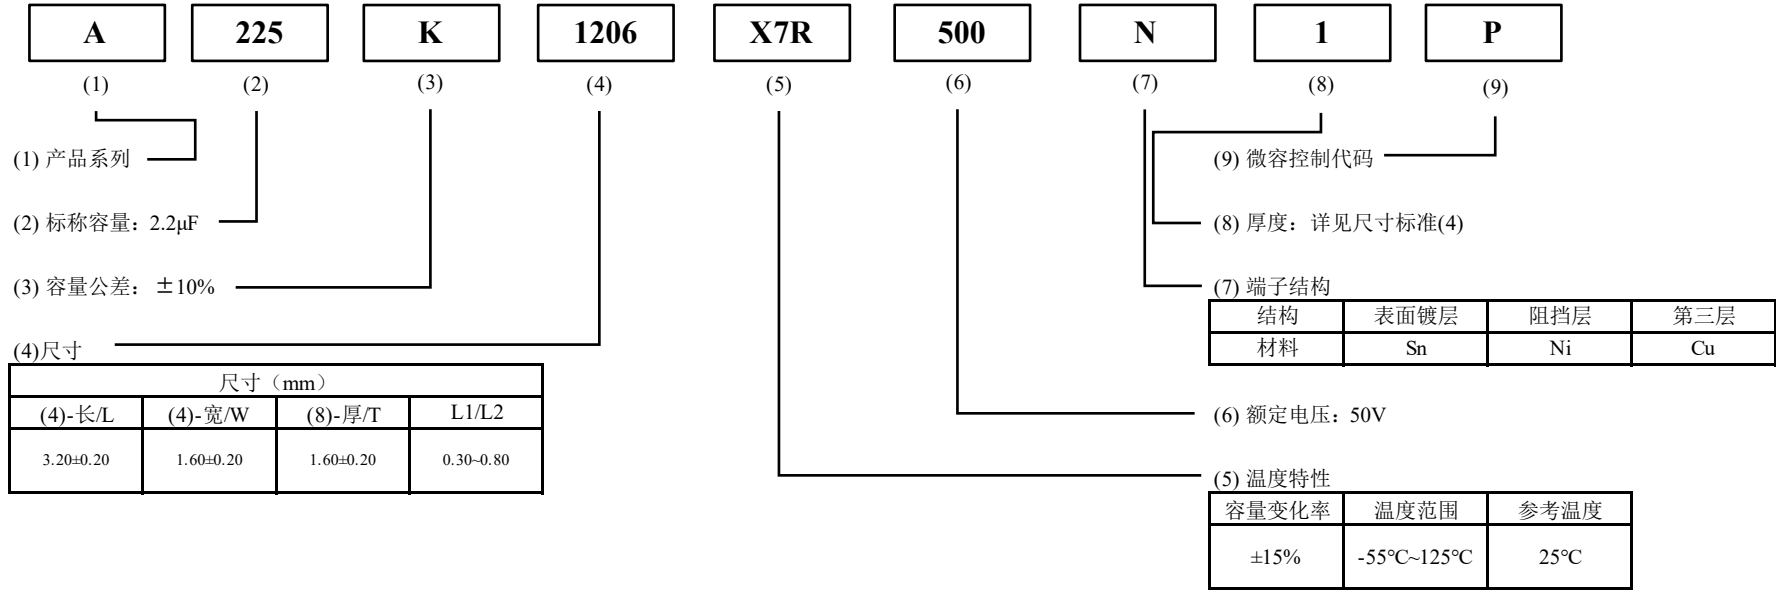 A 225 K 1206 X7R 500 N 1 P
(1) (2) (3) (4) (5) (6) (7) (8) (9)
(1) 产品系列
(9) 微容控制代码
(2) 标称容量：2.2μF
(8) 厚度：详见尺寸标准(4)
(3) 容量公差：±10%
(7) 端子结构
结构 表面镀层 阻挡层 第三层
材料 Sn Ni Cu
(4)尺寸
尺寸（mm）
(4)-长/L (4)-宽/W (8)-厚/T L1/L2
3.20±0.20 1.60±0.20 1.60±0.20 0.30~0.80
(6) 额定电压：50V
(5) 温度特性
容量变化率 温度范围 参考温度
±15% -55℃~125℃ 25℃